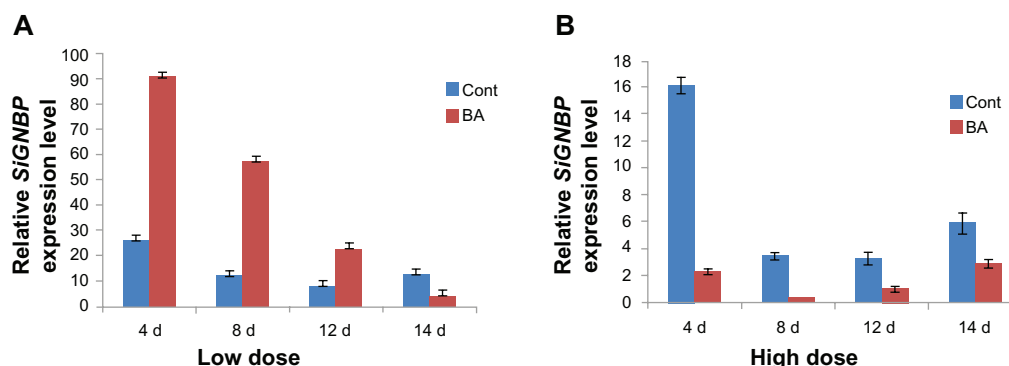 A
Relative SiGNBP
expression level
100
90
80
70
60
50
40
30
20
10
0
4 d 8 d 12 d 14 d
Low dose
Cont
BA
B
Relative SiGNBP
expression level
18
16
14
12
10
8
6
4
2
0
4 d 8 d 12 d 14 d
High dose
Cont
BA